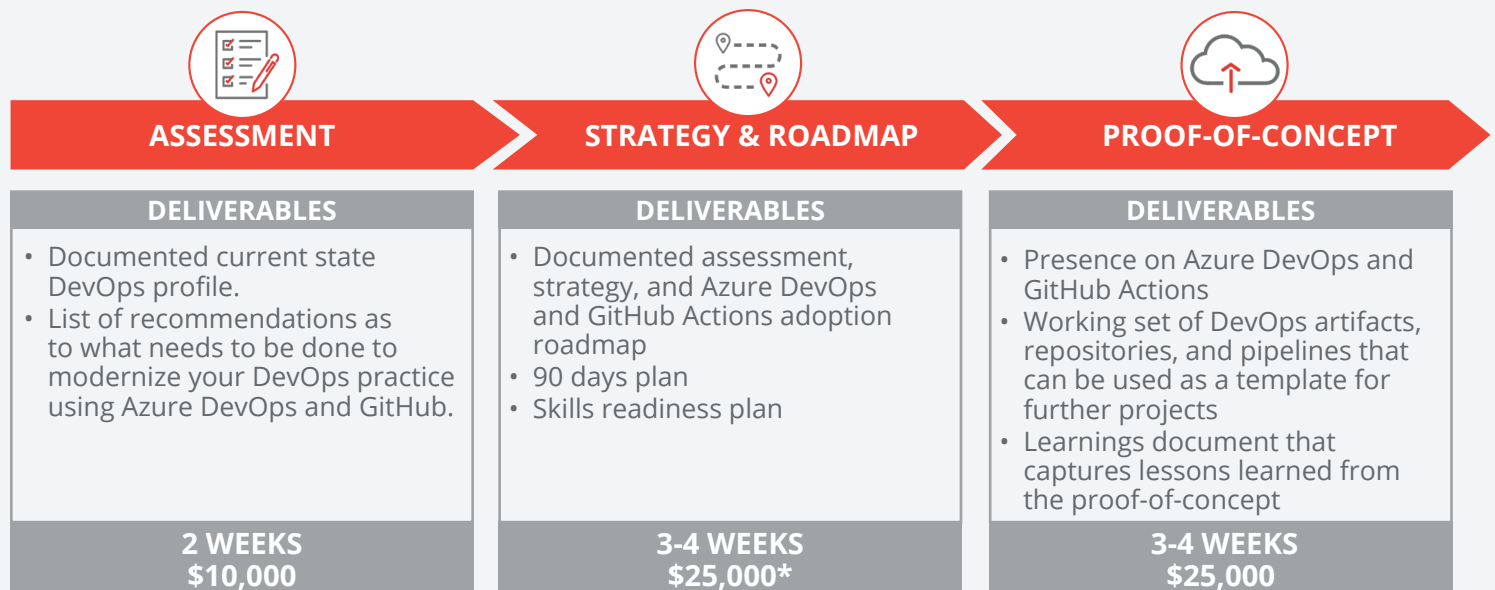 ASSESSMENT
DELIVERABLES
• Documented current state
DevOps profile.
• List of recommendations as
to what needs to be done to
modernize your DevOps practice
using Azure DevOps and GitHub.
2 WEEKS
$10,000
STRATEGY & ROADMAP
DELIVERABLES
• Documented assessment,
strategy, and Azure DevOps
and GitHub Actions adoption
roadmap
• 90 days plan
• Skills readiness plan
3-4 WEEKS
$25,000*
PROOF-OF-CONCEPT
DELIVERABLES
• Presence on Azure DevOps and
GitHub Actions
• Working set of DevOps artifacts,
repositories, and pipelines that
can be used as a template for
further projects
• Learnings document that
captures lessons learned from
the proof-of-concept
3-4 WEEKS
$25,000